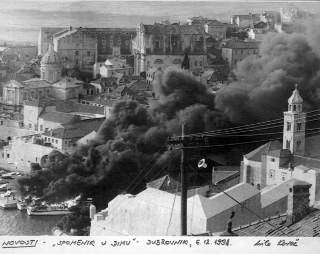 NOVOSTI - „SPOMENIK U DIMU" - DUBROVNIK, 6.12.1991.